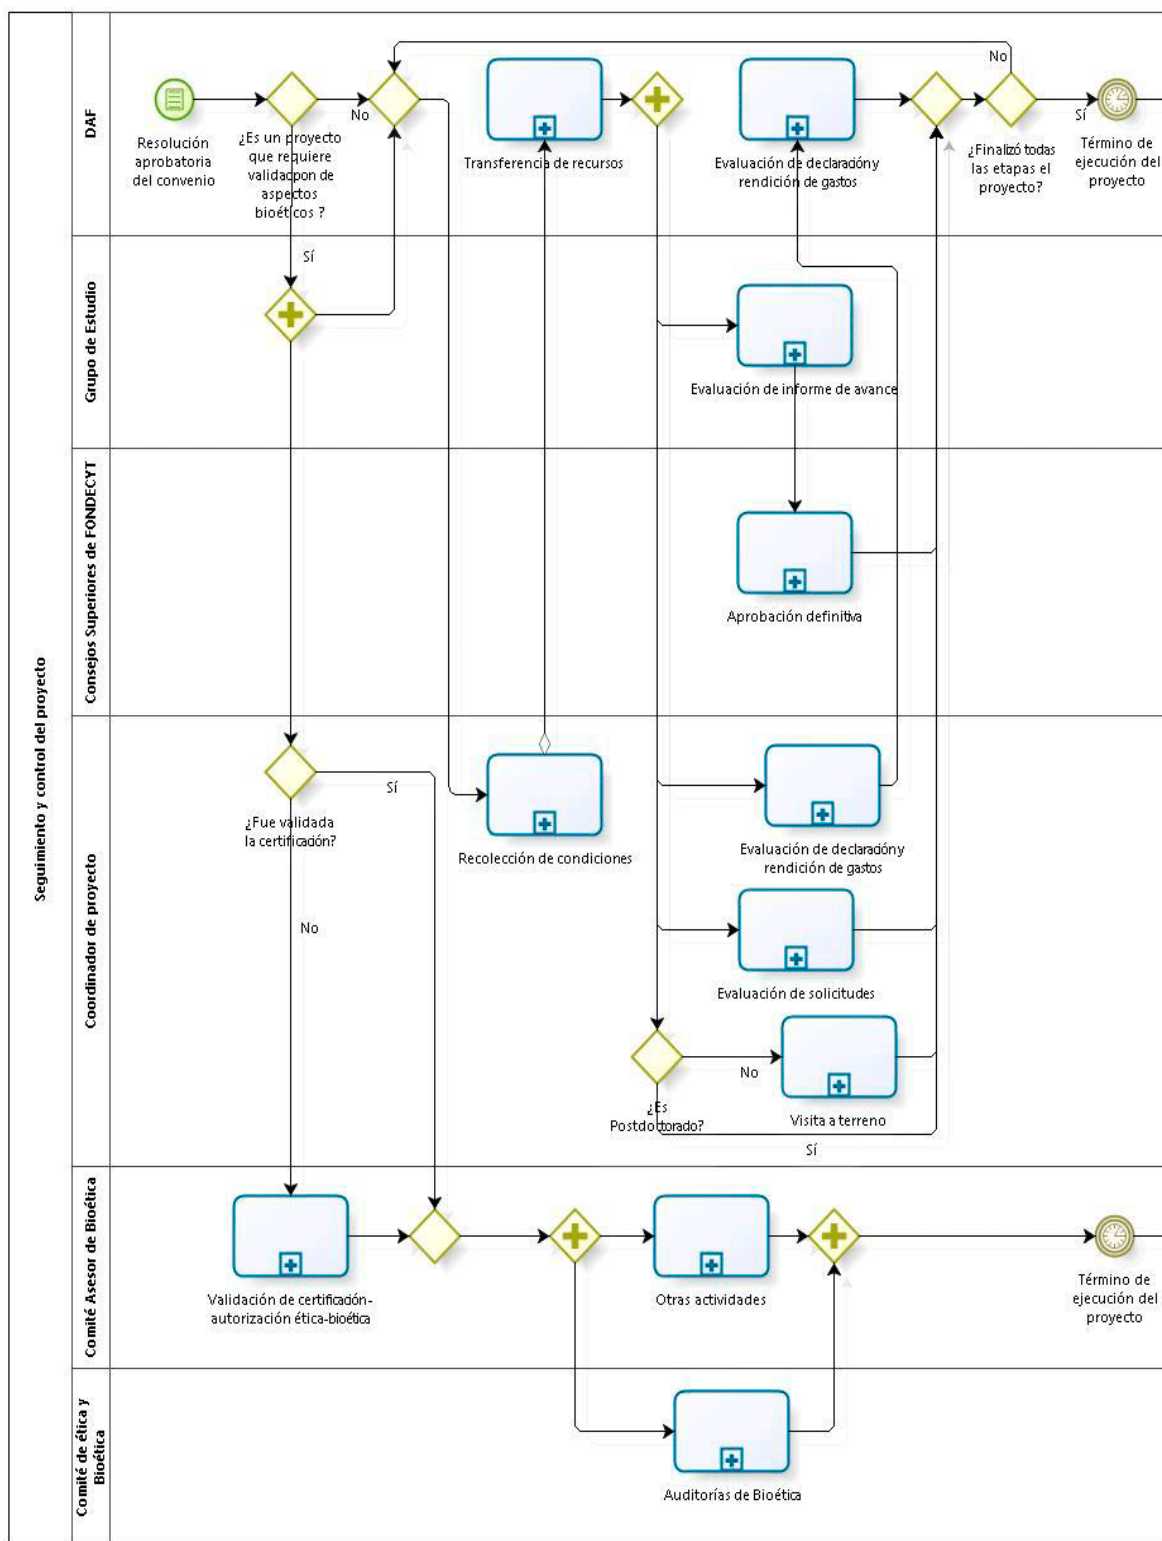 Seguimiento y control del proyecto
DAF
Resolución
aprobatoria
del convenio
¿Es un proyecto
que requiere
validacpon de
aspectos
bioéticos ?
No
Sí
Transferencia de recursos
Evaluación de declaración y
rendición de gastos
No
Sí
¿Finalizó todas
las etapas el
proyecto?
Término de
ejecución del
proyecto
Grupo de Estudio
Evaluación de informe de avance
Consejos Superiores de FONDECYT
Aprobación definitiva
Coordinador de proyecto
¿Fue validada
la certificación?
Sí
No
Recolección de condiciones
Evaluación de declaración y
rendición de gastos
Evaluación de solicitudes
¿Es
Postdoctorado?
No
Sí
Visita a terreno
Comité Asesor de Bioética
Validación de certificación-
autorización ética-bioética
Otras actividades
Término de
ejecución del
proyecto
Comité de ética y
Bioética
Auditorías de Bioética